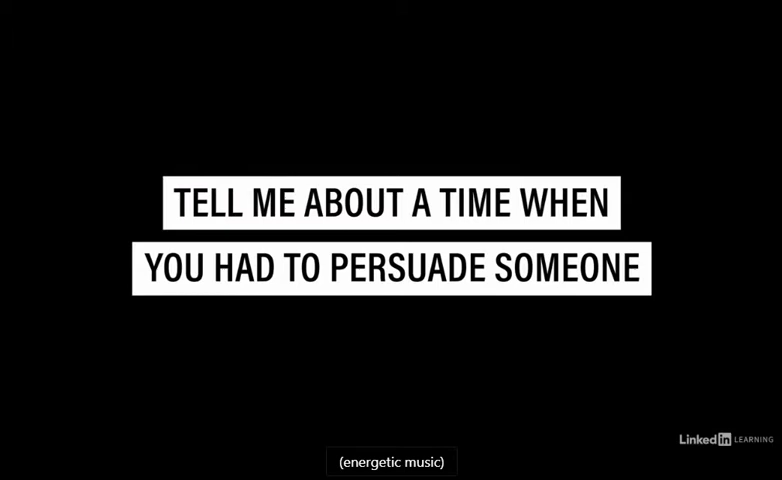 TELL ME ABOUT A TIME WHEN
YOU HAD TO PERSUADE SOMEONE
Linked in LEARNING
(energetic music)